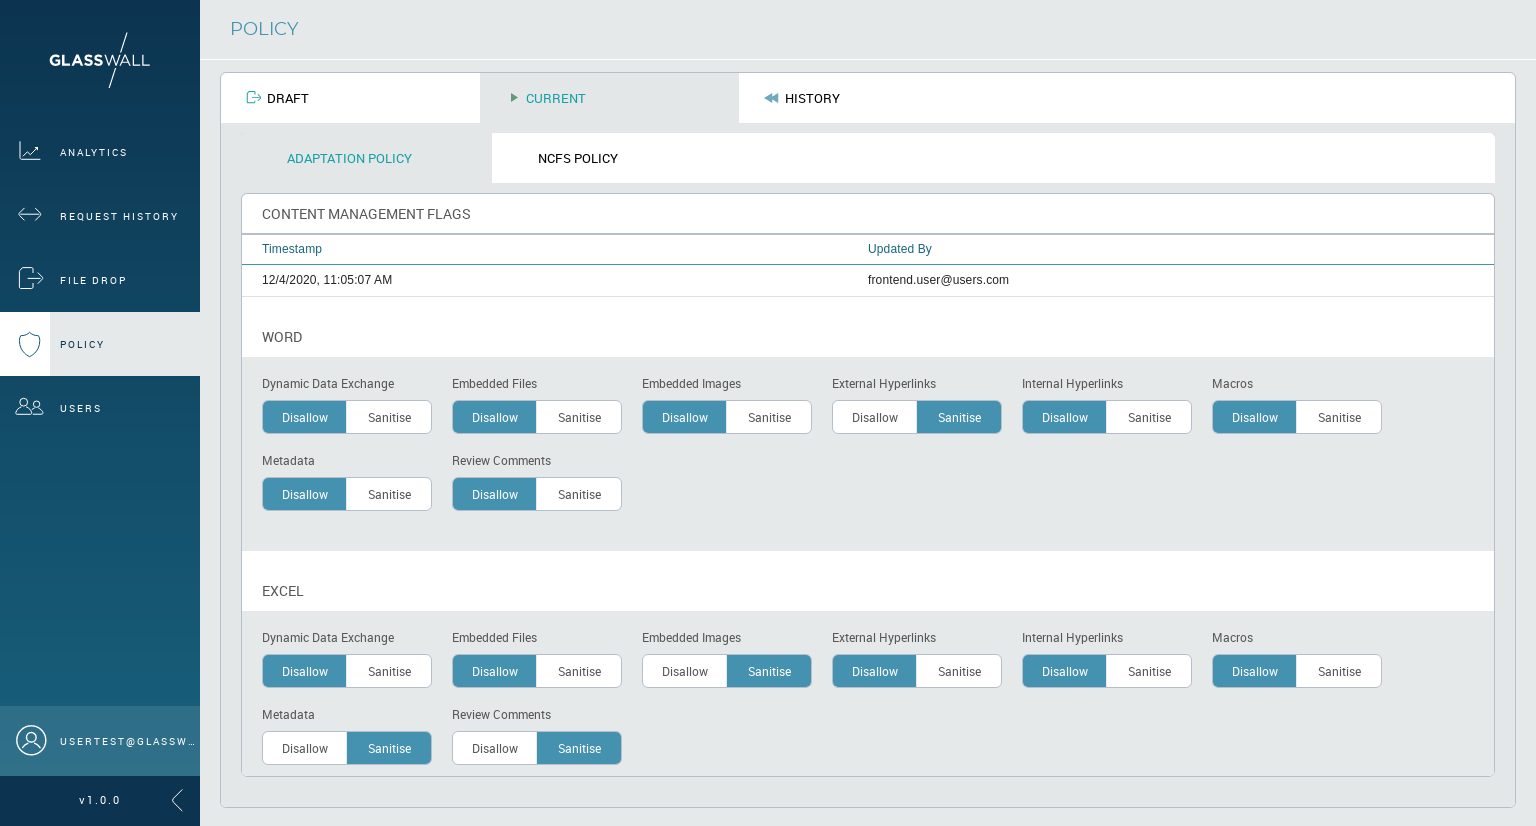 GLASSWALL
POLICY
DRAFT
CURRENT
HISTORY
ANALYTICS
REQUEST HISTORY
FILE DROP
POLICY
USERS
USERTEST@GLASSW…
v1.0.0
ADAPTATION POLICY
NCFS POLICY
CONTENT MANAGEMENT FLAGS
Timestamp Updated By
12/4/2020, 11:05:07 AM frontend.user@users.com
WORD
Dynamic Data Exchange Embedded Files Embedded Images External Hyperlinks Internal Hyperlinks Macros
Disallow Sanitise Disallow Sanitise Disallow Sanitise Disallow Sanitise Disallow Sanitise Disallow Sanitise
Metadata Review Comments
Disallow Sanitise Disallow Sanitise
EXCEL
Dynamic Data Exchange Embedded Files Embedded Images External Hyperlinks Internal Hyperlinks Macros
Disallow Sanitise Disallow Sanitise Disallow Sanitise Disallow Sanitise Disallow Sanitise Disallow Sanitise
Metadata Review Comments
Disallow Sanitise Disallow Sanitise